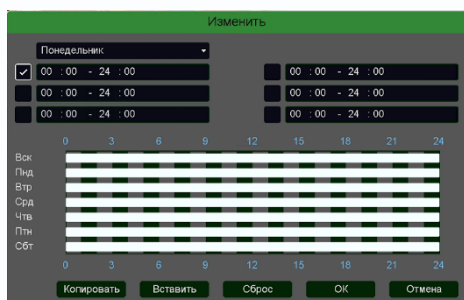 Изменить
Понедельник
00 :00 - 24 :00 00 :00 - 24 :00
00 :00 - 24 :00 00 :00 - 24 :00
00 :00 - 24 :00 00 :00 - 24 :00
0 3 6 9 12 15 18 21 24
Вск
Пнд
Втр
Срд
Чтв
Птн
Сбт
0 3 6 9 12 15 18 21 24
Копировать Вставить Сброс OK Отмена